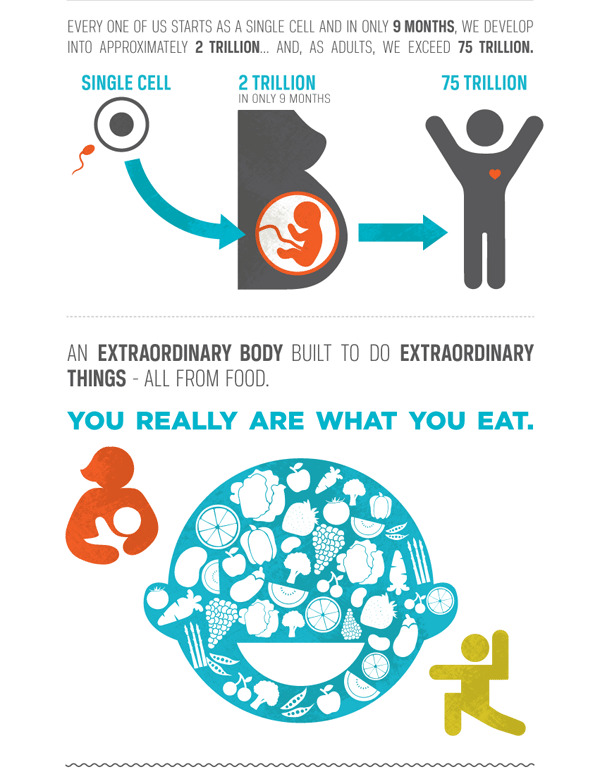 EVERY ONE OF US STARTS AS A SINGLE CELL AND IN ONLY 9 MONTHS, WE DEVELOP
INTO APPROXIMATELY 2 TRILLION... AND, AS ADULTS, WE EXCEED 75 TRILLION.
SINGLE CELL
2 TRILLION
IN ONLY 9 MONTHS
75 TRILLION
AN EXTRAORDINARY BODY BUILT TO DO EXTRAORDINARY
THINGS - ALL FROM FOOD.
YOU REALLY ARE WHAT YOU EAT.